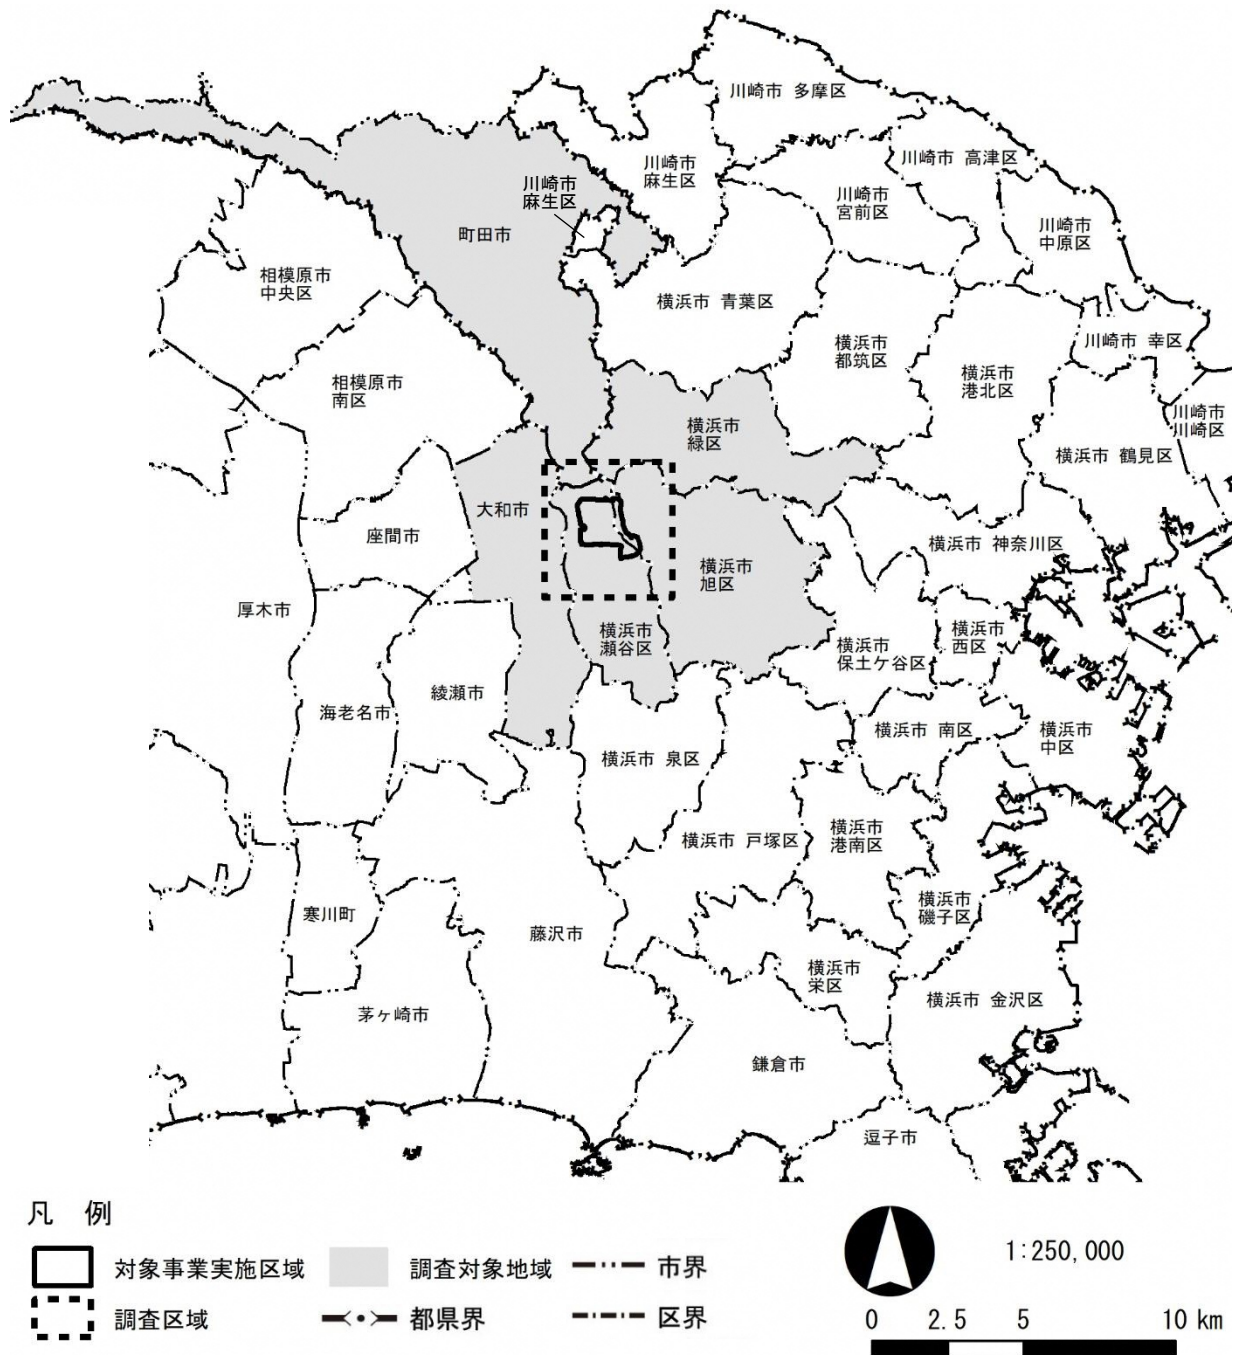 川崎市 多摩区
川崎市 高津区
川崎市
麻生区
川崎市
麻生区
川崎市
宮前区
川崎市
中原区
町田市
相模原市
中央区
横浜市 青葉区
横浜市
都筑区
川崎市 幸区
相模原市
南区
横浜市
港北区
川崎市
川崎区
横浜市
緑区
横浜市 鶴見区
大和市
座間市
横浜市 神奈川区
横浜市
旭区
厚木市
横浜市
瀬谷区
横浜市
保土ケ谷区
横浜市
西区
綾瀬市
海老名市
横浜市 南区
横浜市
中区
横浜市 泉区
横浜市 戸塚区
横浜市
港南区
横浜市
磯子区
寒川町
藤沢市
横浜市
栄区
横浜市 金沢区
茅ヶ崎市
鎌倉市
逗子市
凡 例
対象事業実施区域
調査対象地域
市界
調査区域
都県界
区界
1:250,000
0 2.5 5 10 km